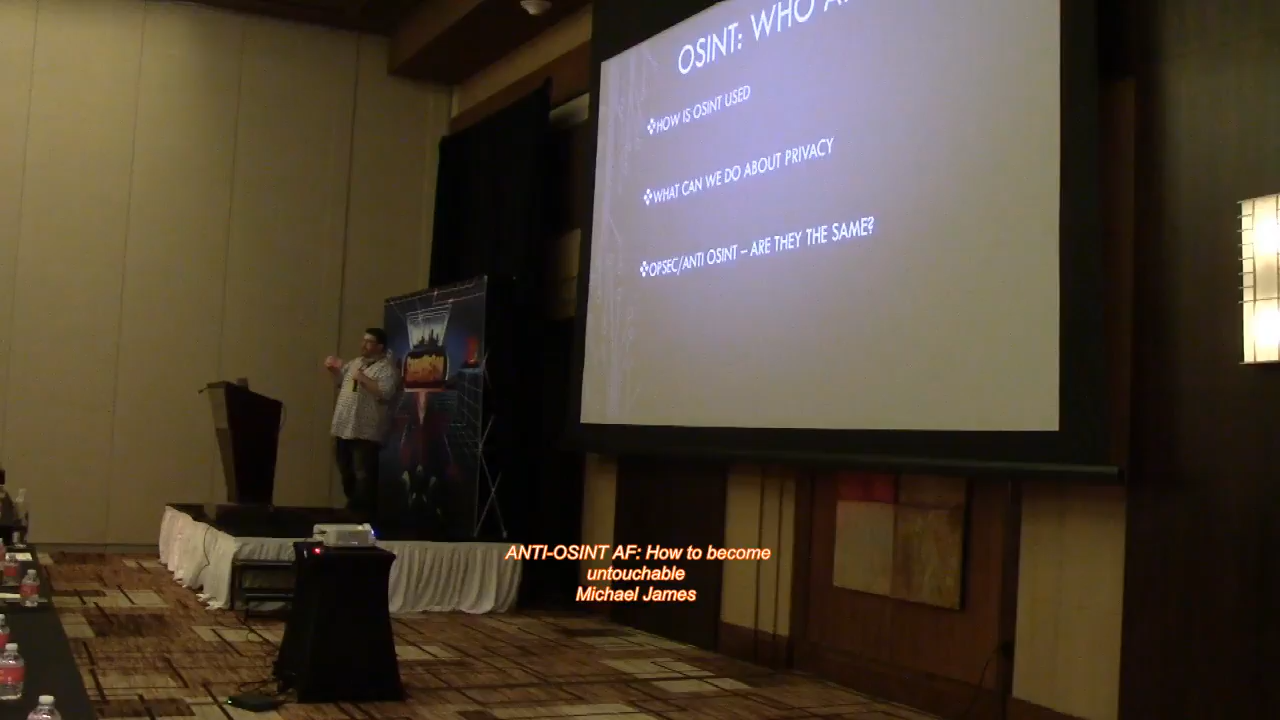 OSINT: WHO
HOW IS OSINT USED
WHAT CAN WE DO ABOUT PRIVACY
OPSEC/ANTI OSINT – ARE THEY THE SAME?
ANTI-OSINT AF: How to become
untouchable
Michael James